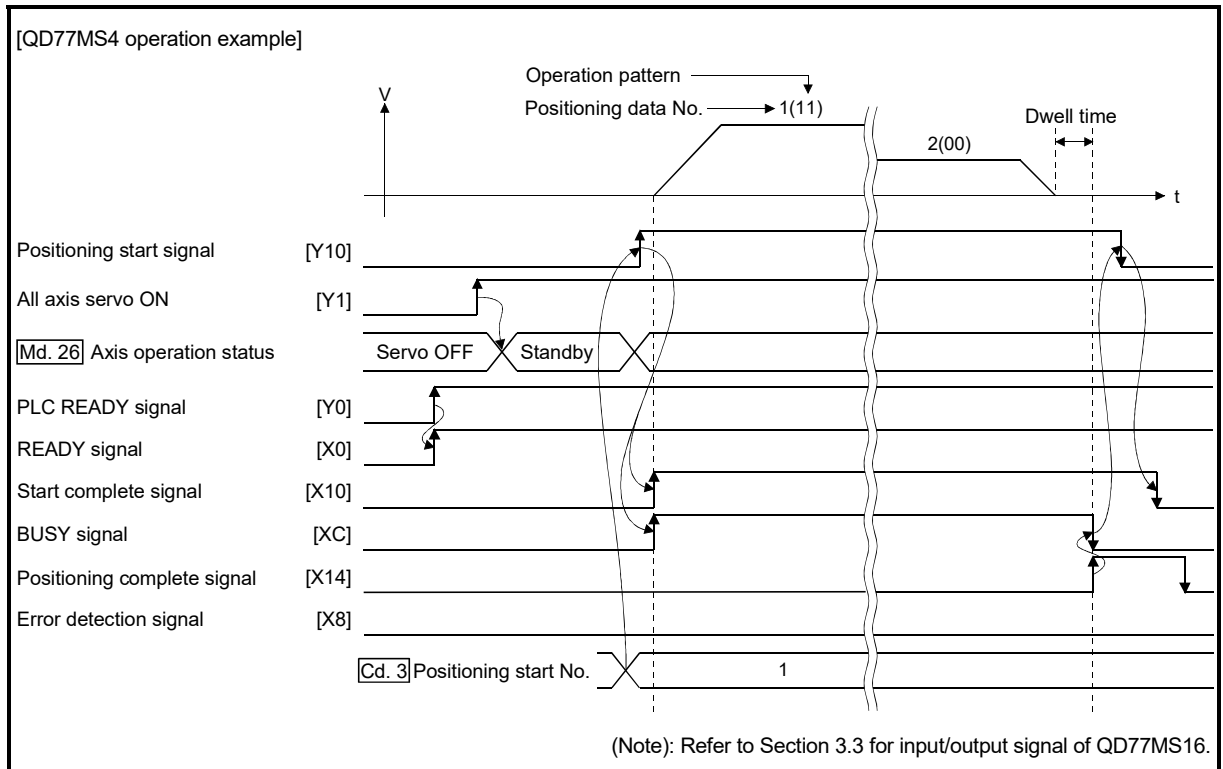 [QD77MS4 operation example]
Operation pattern
V
Positioning data No. 1(11)
Dwell time
2(00)
t
Positioning start signal [Y10]
All axis servo ON [Y1]
Md. 26 Axis operation status Servo OFF Standby
PLC READY signal [Y0]
READY signal [X0]
Start complete signal [X10]
BUSY signal [XC]
Positioning complete signal [X14]
Error detection signal [X8]
Cd. 3 Positioning start No. 1
(Note): Refer to Section 3.3 for input/output signal of QD77MS16.